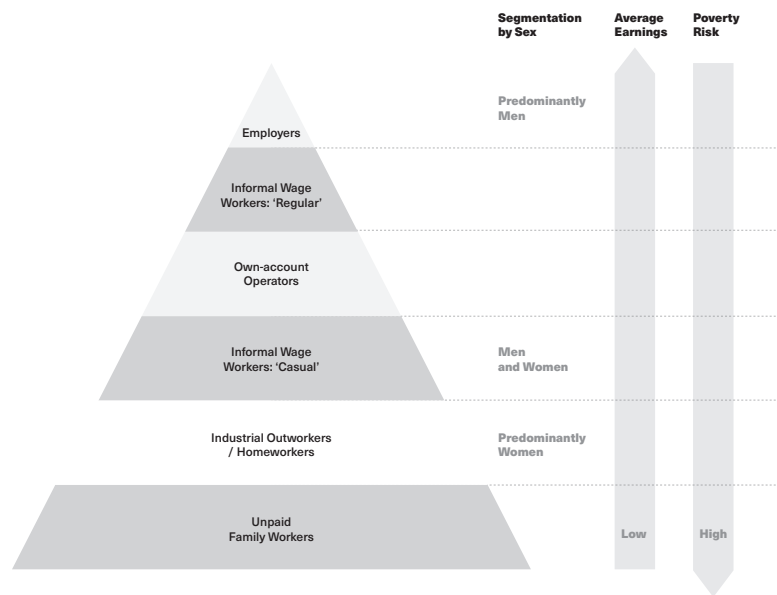 Segmentation
by Sex
Average
Earnings
Poverty
Risk
Predominantly
Men
Employers
Informal Wage
Workers: ‘Regular’
Own-account
Operators
Informal Wage
Workers: ‘Casual’
Men
and Women
Industrial Outworkers
/ Homeworkers
Predominantly
Women
Unpaid
Family Workers
Low
High